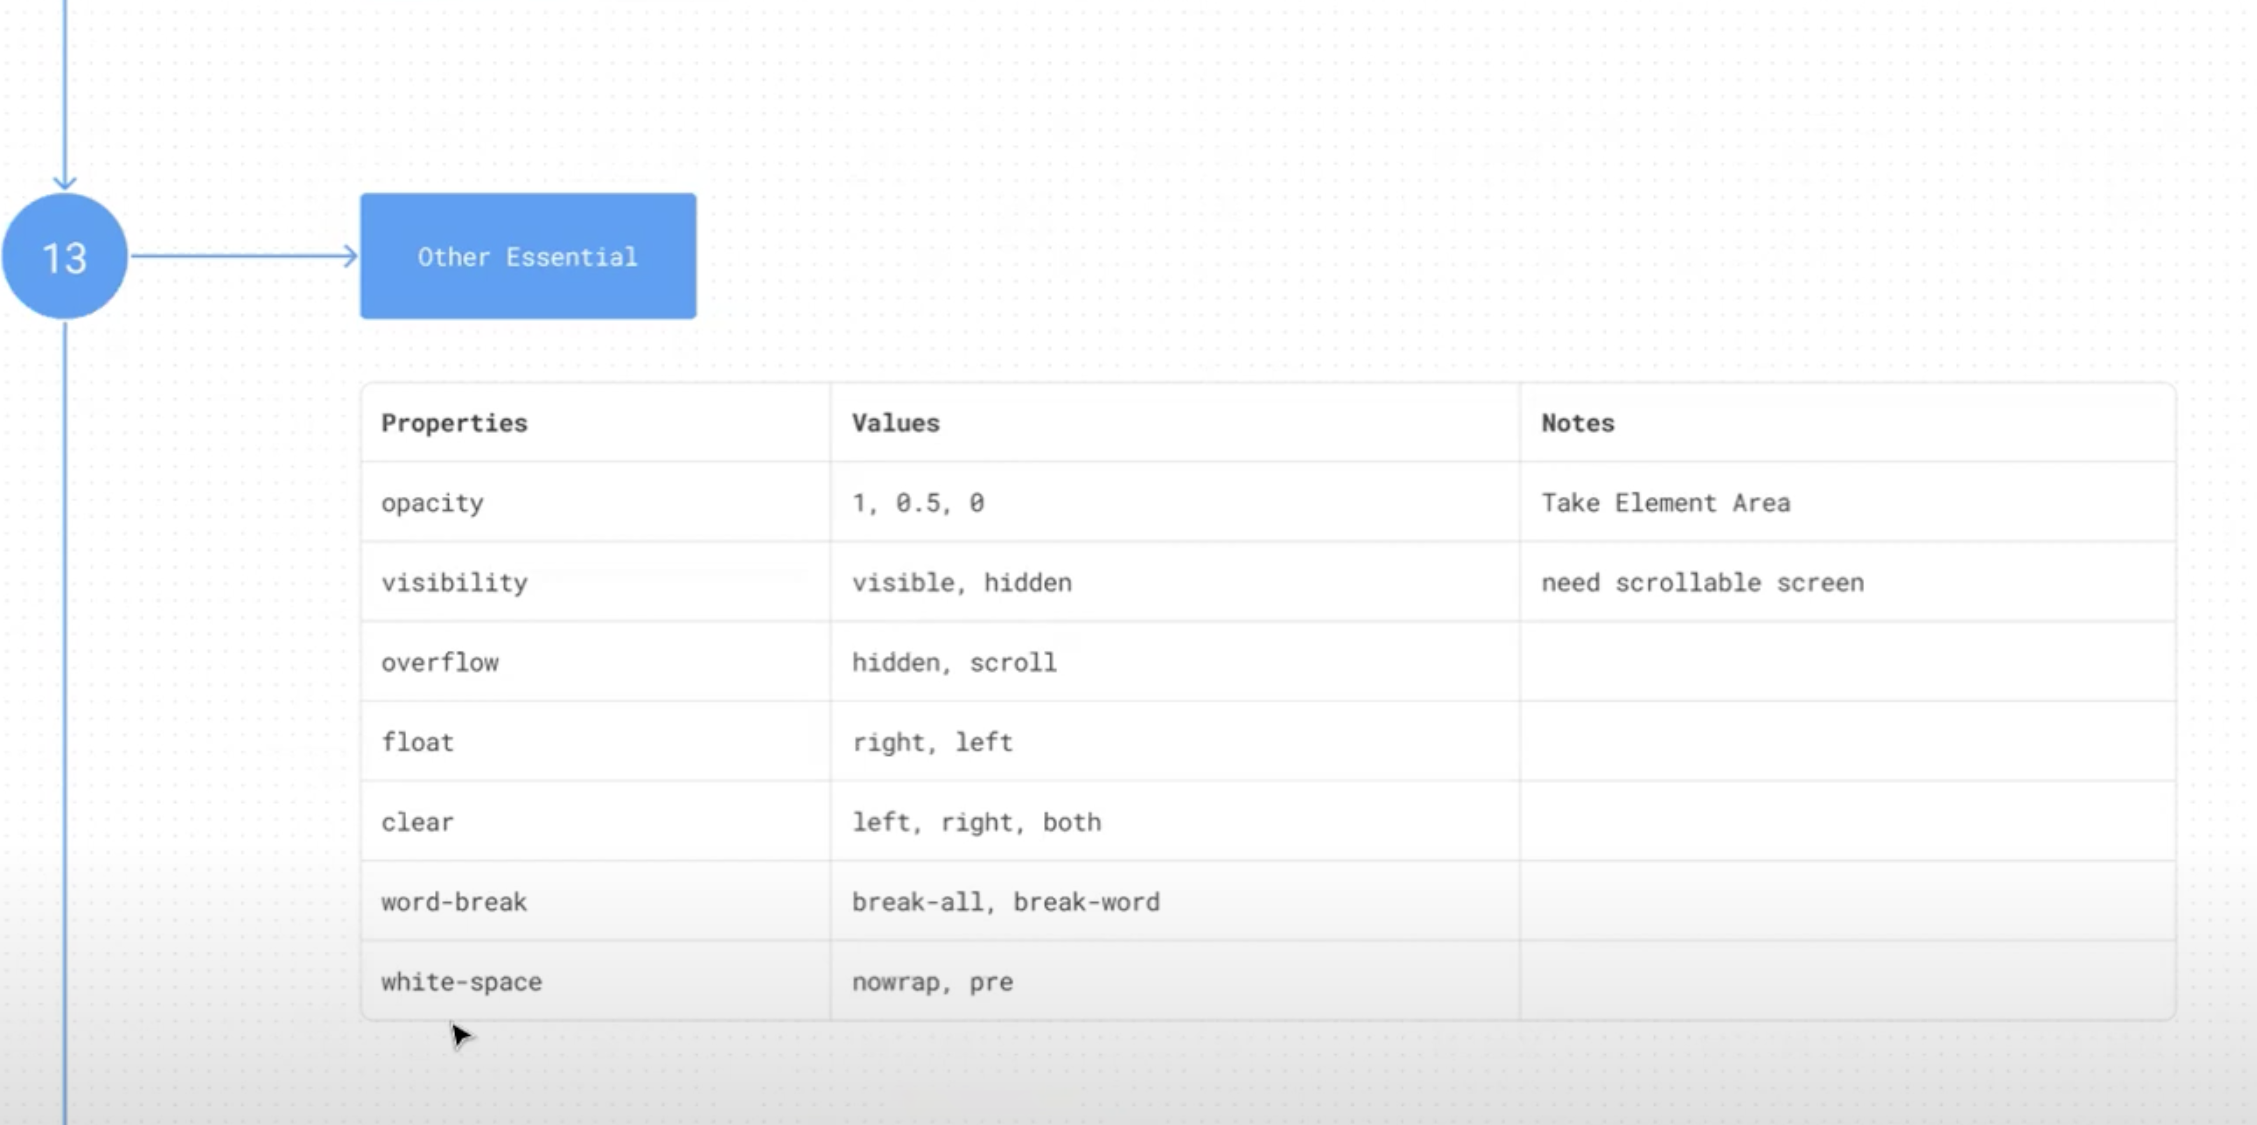 13
Other Essential
Properties Values Notes
opacity 1, 0.5, 0 Take Element Area
visibility visible, hidden need scrollable screen
overflow hidden, scroll
float right, left
clear left, right, both
word-break break-all, break-word
white-space nowrap, pre